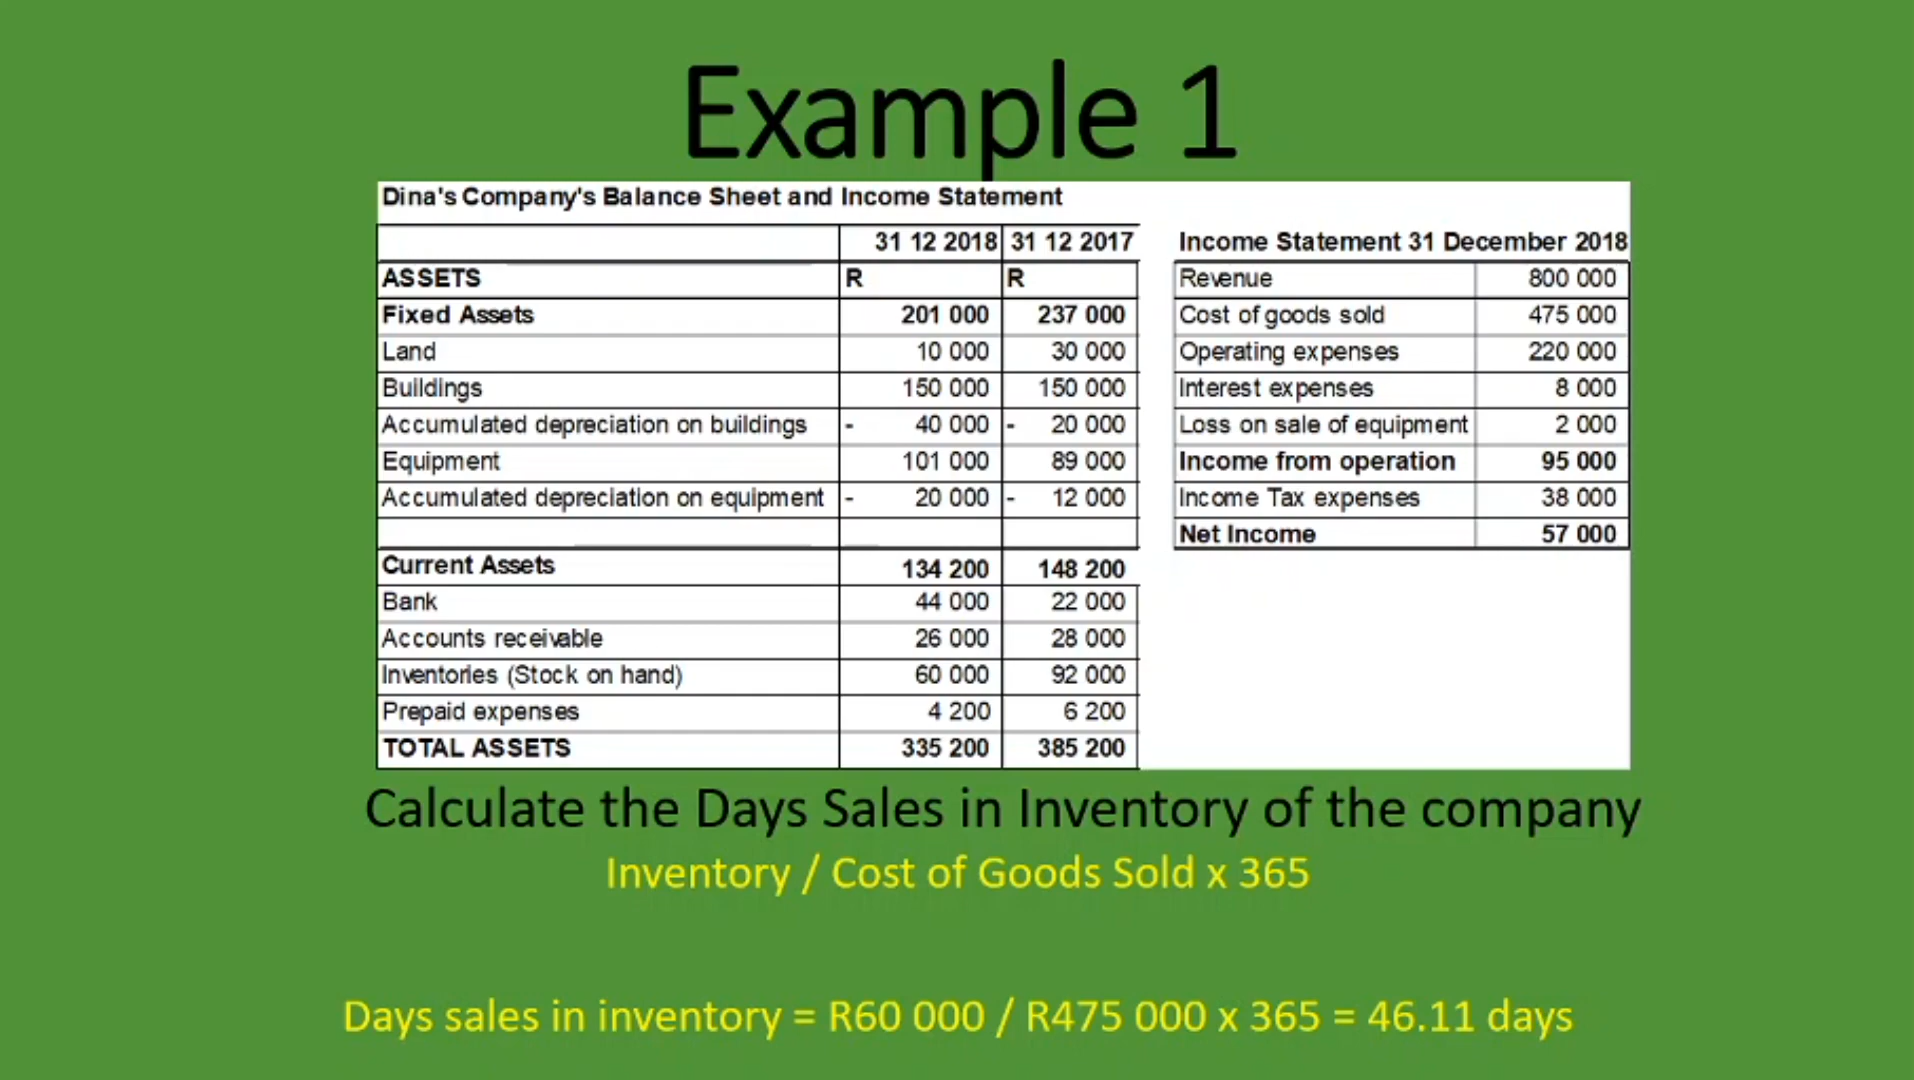 Example 1
Dina's Company's Balance Sheet and Income Statement
31 12 2018 31 12 2017
ASSETS R R
Fixed Assets 201 000 237 000
Land 10 000 30 000
Buildings 150 000 150 000
Accumulated depreciation on buildings - 40 000 - 20 000
Equipment 101 000 89 000
Accumulated depreciation on equipment - 20 000 - 12 000
Current Assets 134 200 148 200
Bank 44 000 22 000
Accounts receivable 26 000 28 000
Inventories (Stock on hand) 60 000 92 000
Prepaid expenses 4 200 6 200
TOTAL ASSETS 335 200 385 200
Income Statement 31 December 2018
Revenue 800 000
Cost of goods sold 475 000
Operating expenses 220 000
Interest expenses 8 000
Loss on sale of equipment 2 000
Income from operation 95 000
Income Tax expenses 38 000
Net Income 57 000
Calculate the Days Sales in Inventory of the company
Inventory / Cost of Goods Sold x 365
Days sales in inventory = R60 000 / R475 000 x 365 = 46.11 days